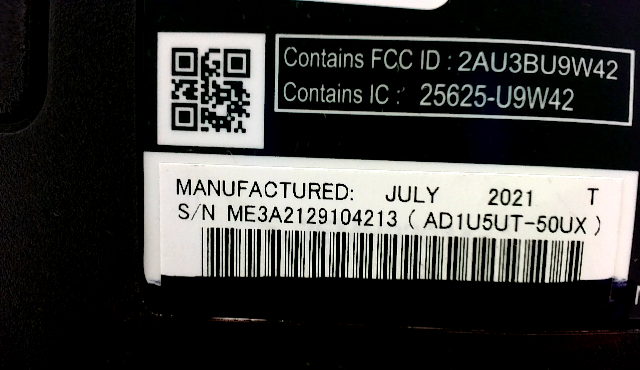 Contains FCC ID : 2AU3BU9W42
Contains IC : 25625-U9W42
MANUFACTURED: JULY 2021 T
S/N ME3A2129104213 ( AD1U5UT-50UX )